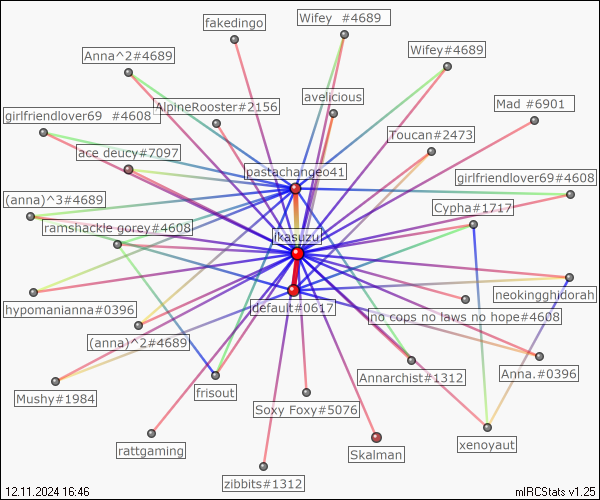 Wifey  #4689
fakedingo
Wifey#4689
Anna^2#4689
avelicious
AlpineRooster#2156
Mad #6901
girlfriendlover69  #4608
Toucan#2473
ace deucy#7097
pastachange041
girlfriendlover69#4608
(anna)^3#4689
Cypha#1717
ramshackle gorey#4608
ikasuzu
neokingghidorah
hypomanianna#0396
jdefault#0617
no cops no laws no hope#4608
(anna)^2#4689
Anna.#0396
Annarchist#1312
Mushy#1984
frisout
Soxy Foxy#5076
xenoyaut
rattgaming
Skalman
zibbits#1312
12.11.2024 16:46
mIRCStats v1.25